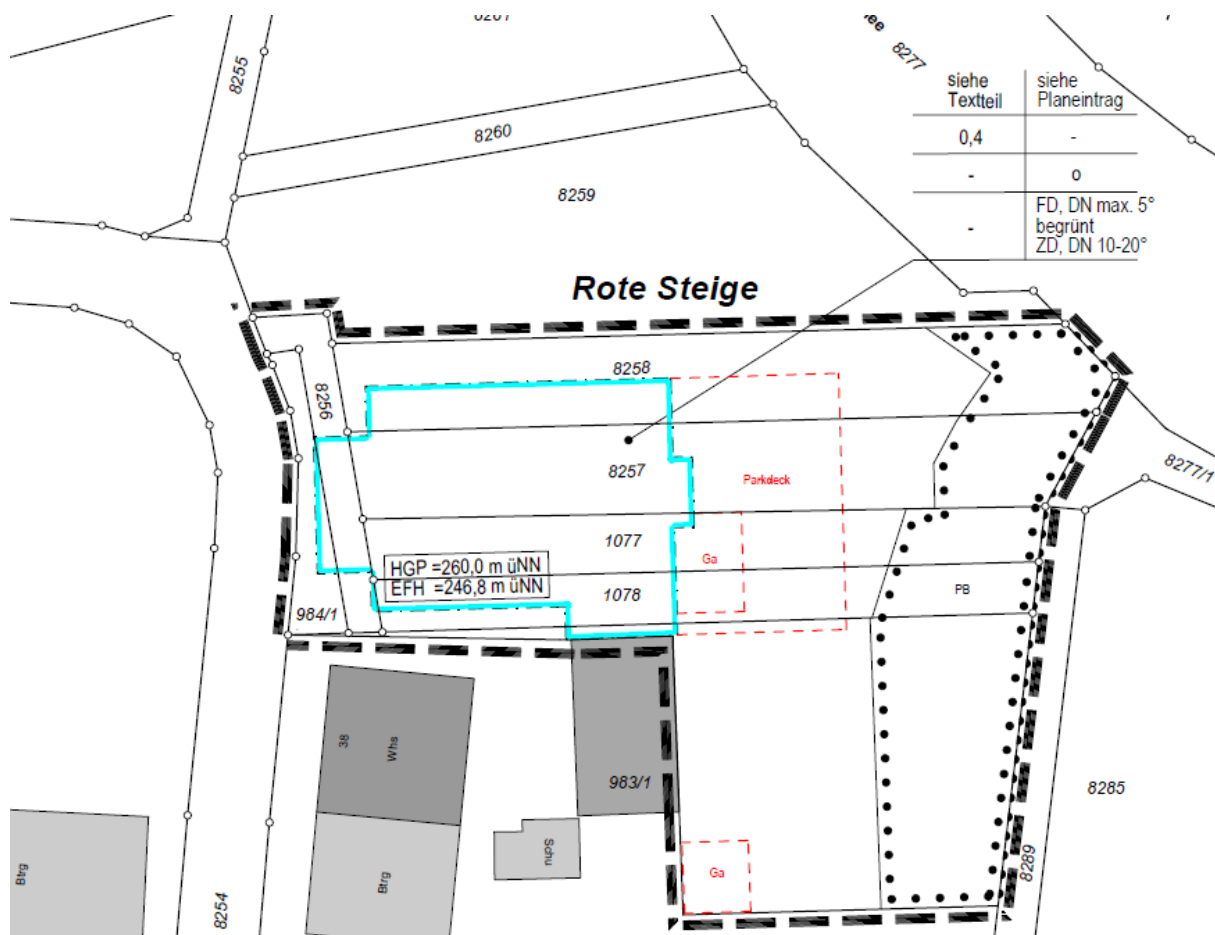 8255
8277
siehe
Textteil
siehe
Planeintrag
0,4
-
-
o
-
FD, DN max. 5°
begrünt
ZD, DN 10-20°
8260
8259
Rote Steige
8258
8256
8257
8277/1
Parkdeck
1077
Ga
HGP =260,0 m üNN
EFH =246,8 m üNN
1078
PB
984/1
38
Whs
983/1
8285
Schu
Btrg
Btrg
Ga
8289
8254